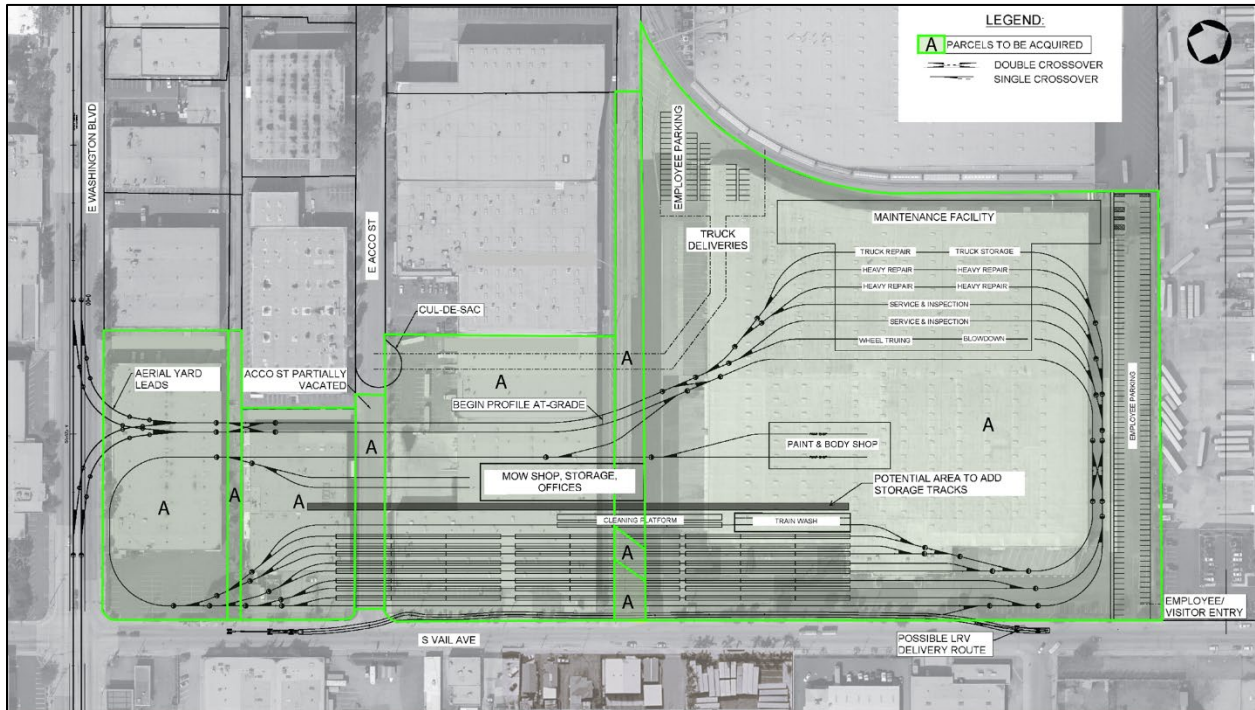 LEGEND:
A PARCELS TO BE ACQUIRED
DOUBLE CROSSOVER
SINGLE CROSSOVER
E WASHINGTON BLVD
E ACCO ST
EMPLOYEE PARKING
TRUCK
DELIVERIES
MAINTENANCE FACILITY
TRUCK REPAIR
TRUCK STORAGE
HEAVY REPAIR
HEAVY REPAIR
HEAVY REPAIR
HEAVY REPAIR
SERVICE & INSPECTION
SERVICE & INSPECTION
WHEEL TRUING
BLOWDOWN
CUL-DE-SAC
AERIAL YARD
LEADS
ACCO ST PARTIALLY
VACATED
A
A
BEGIN PROFILE AT-GRADE
EMPLOYEE PARKING
A
A
PAINT & BODY SHOP
MOW SHOP, STORAGE,
OFFICES
POTENTIAL AREA TO ADD
STORAGE TRACKS
A
A
A
CLEANING PLATFORM
TRAIN WASH
A
A
EMPLOYEE/
VISITOR ENTRY
S VAIL AVE
POSSIBLE LRV
DELIVERY ROUTE